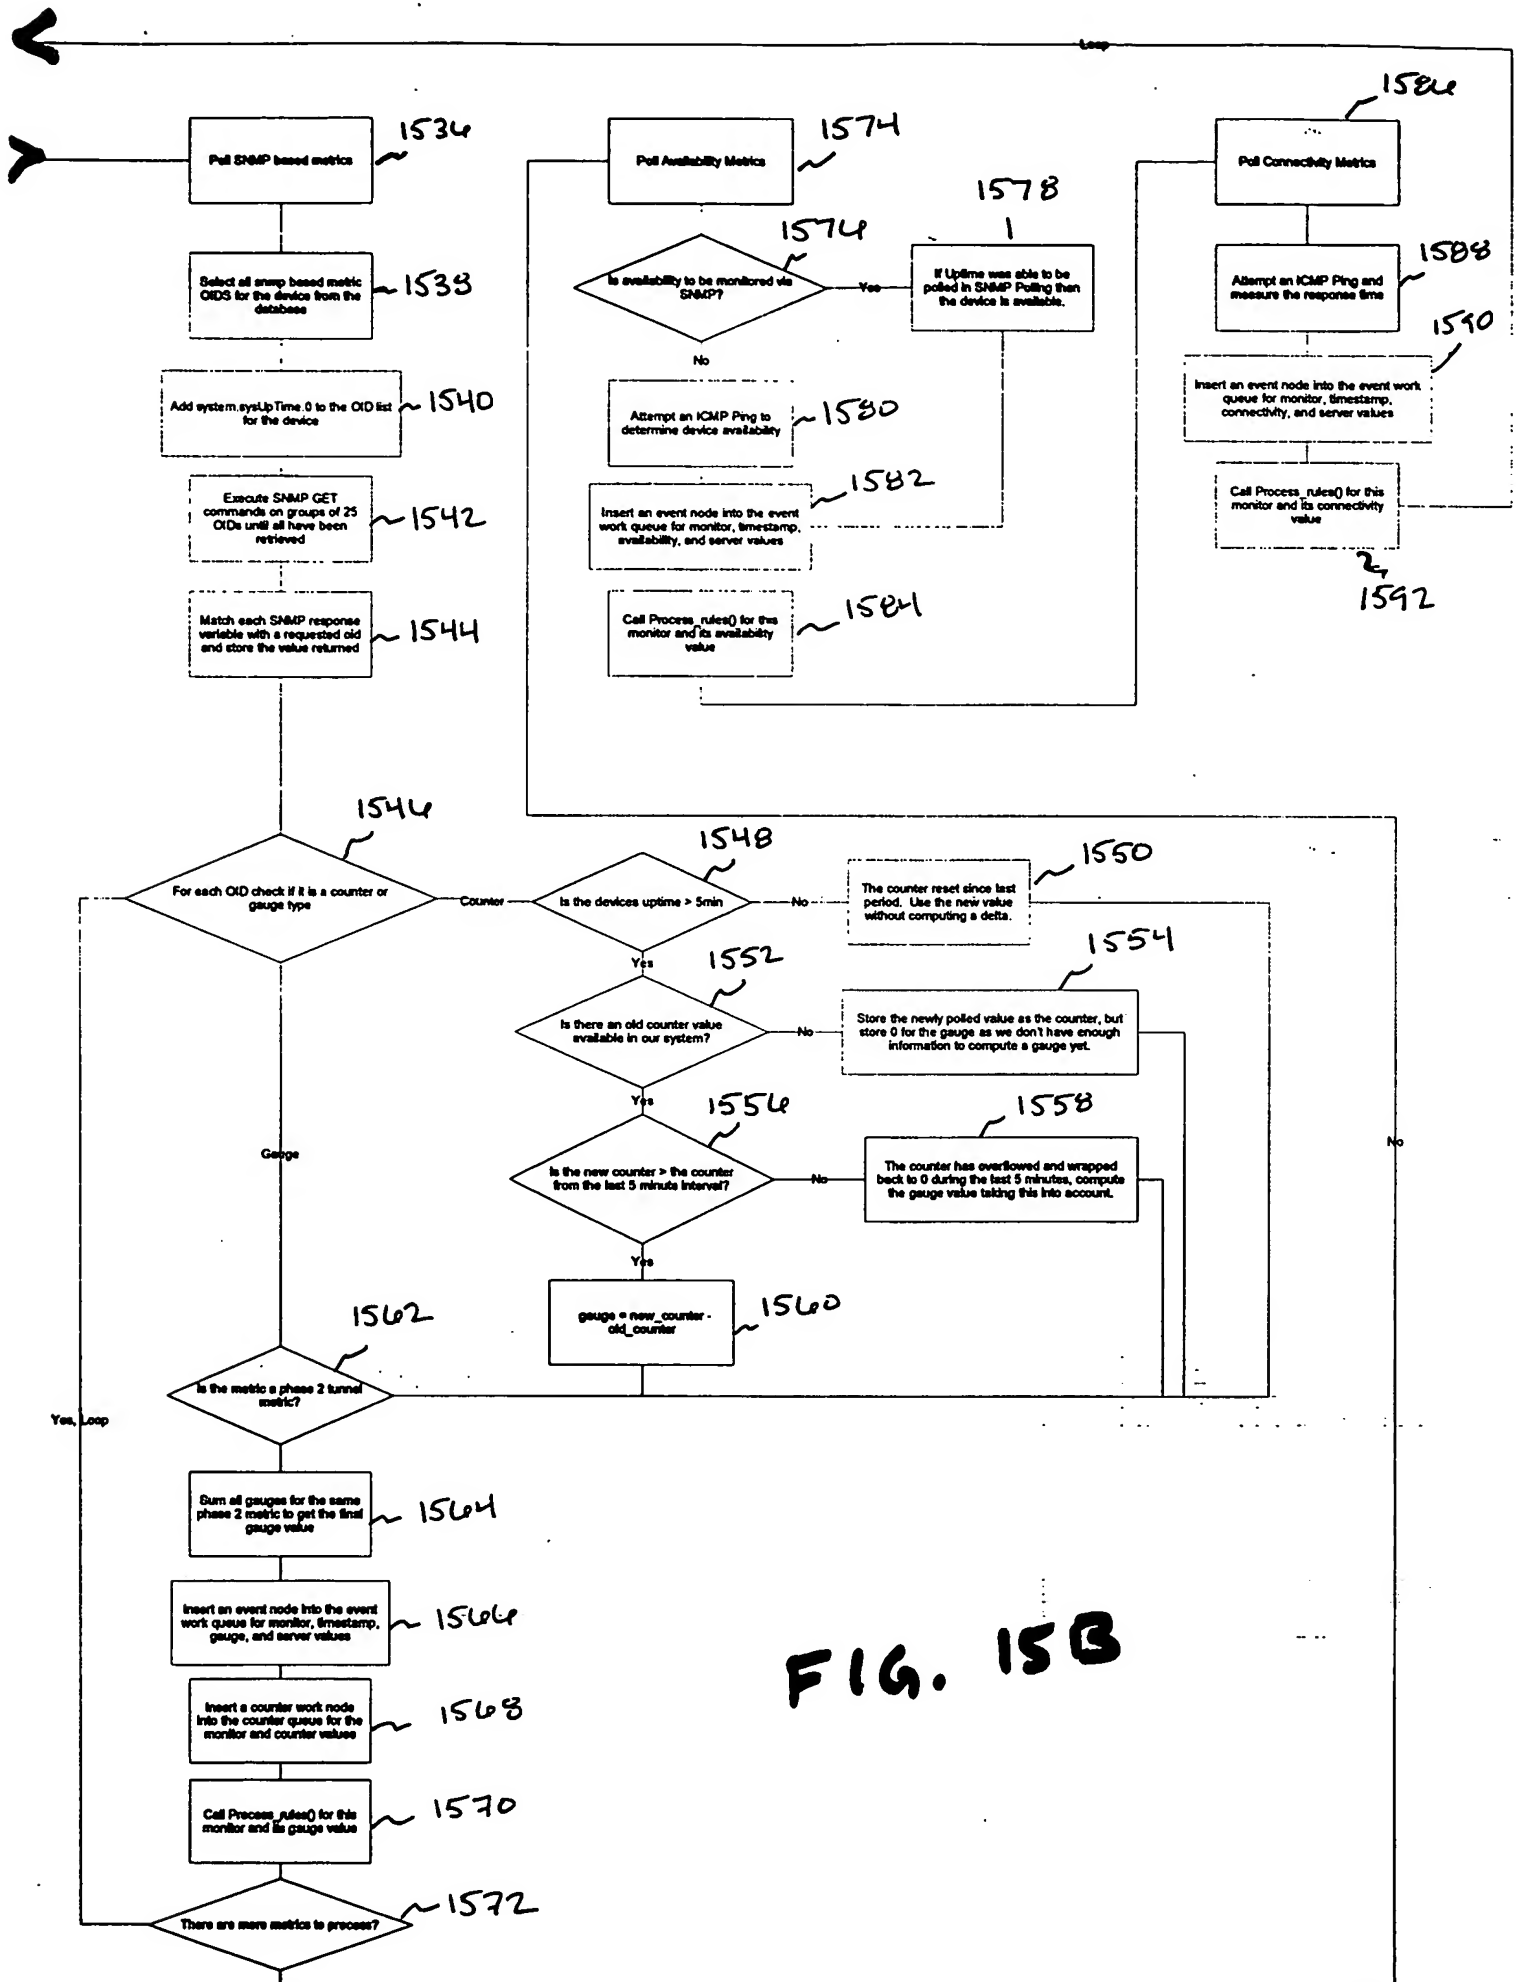 Loop
Poll SNMP based metrics
1536
Select all snmp based metric
OIDS for the device from the
database
1538
Add system.sysUpTime.0 to the OID list
for the device
1540
Execute SNMP GET
commands on groups of 25
OIDs until all have been
retrieved
1542
Match each SNMP response
variable with a requested oid
and store the value returned
1544
Poll Availability Metrics
1574
Is availability to be monitored via
SNMP?
1576
Yes
If Uptime was able to be
polled in SNMP Polling then
the device is available.
1578
No
Attempt an ICMP Ping to
determine device availability
1580
Insert an event node into the event
work queue for monitor, timestamp,
availability, and server values
1582
Call Process_rules() for this
monitor and its availability
value
1584
Poll Connectivity Metrics
1586
Attempt an ICMP Ping and
measure the response time
1588
Insert an event node into the event work
queue for monitor, timestamp,
connectivity, and server values
1590
Call Process_rules() for this
monitor and its connectivity
value
1592
For each OID check if it is a counter or
gauge type
1546
Counter
Is the devices uptime > 5min
1548
No
The counter reset since last
period. Use the new value
without computing a delta.
1550
Yes
Is there an old counter value
available in our system?
1552
No
Store the newly polled value as the counter, but
store 0 for the gauge as we don't have enough
information to compute a gauge yet.
1554
Yes
Is the new counter > the counter
from the last 5 minute interval?
1556
No
The counter has overflowed and wrapped
back to 0 during the last 5 minutes, compute
the gauge value taking this into account.
1558
Yes
gauge = new_counter -
old_counter
1560
Gauge
No
Is the metric a phase 2 tunnel
metric?
1562
Yes, Loop
Sum all gauges for the same
phase 2 metric to get the final
gauge value
1564
Insert an event node into the event
work queue for monitor, timestamp,
gauge, and server values
1566
Insert a counter work node
into the counter queue for the
monitor and counter values
1568
Call Process_rules() for this
monitor and its gauge value
1570
There are more metrics to process?
1572
FIG. 15B